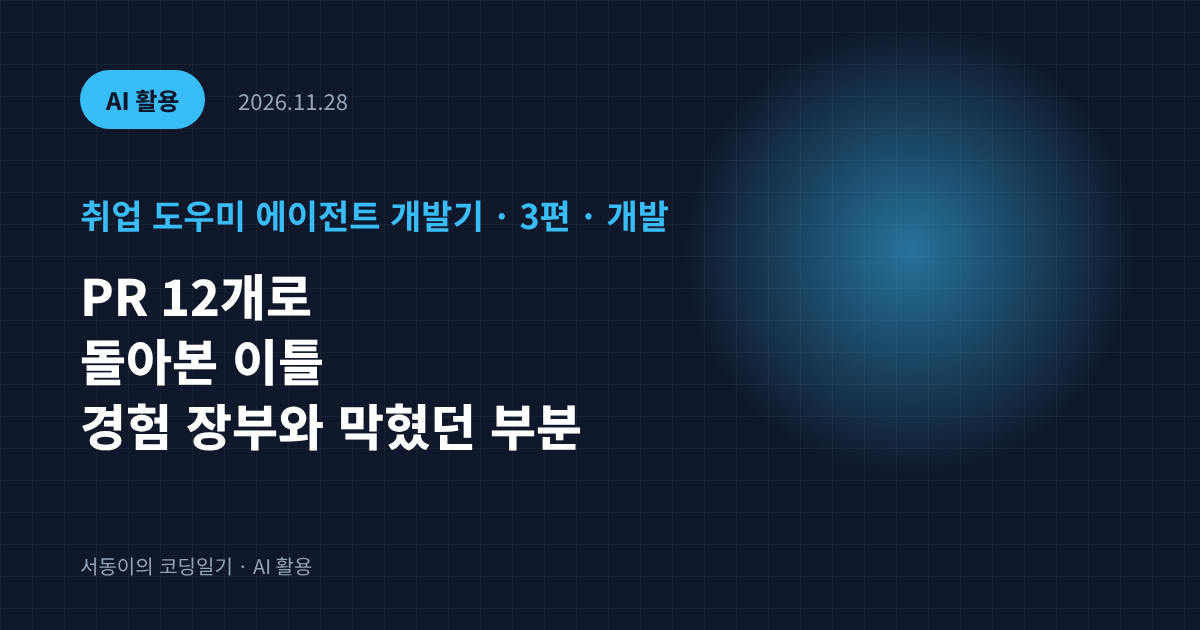 AI 활용
2026.11.28
취업 도우미 에이전트 개발기 · 3편 · 개발
PR 12개로
돌아본 이틀
경험 장부와 막혔던 부분
서동이의 코딩일기 · AI 활용